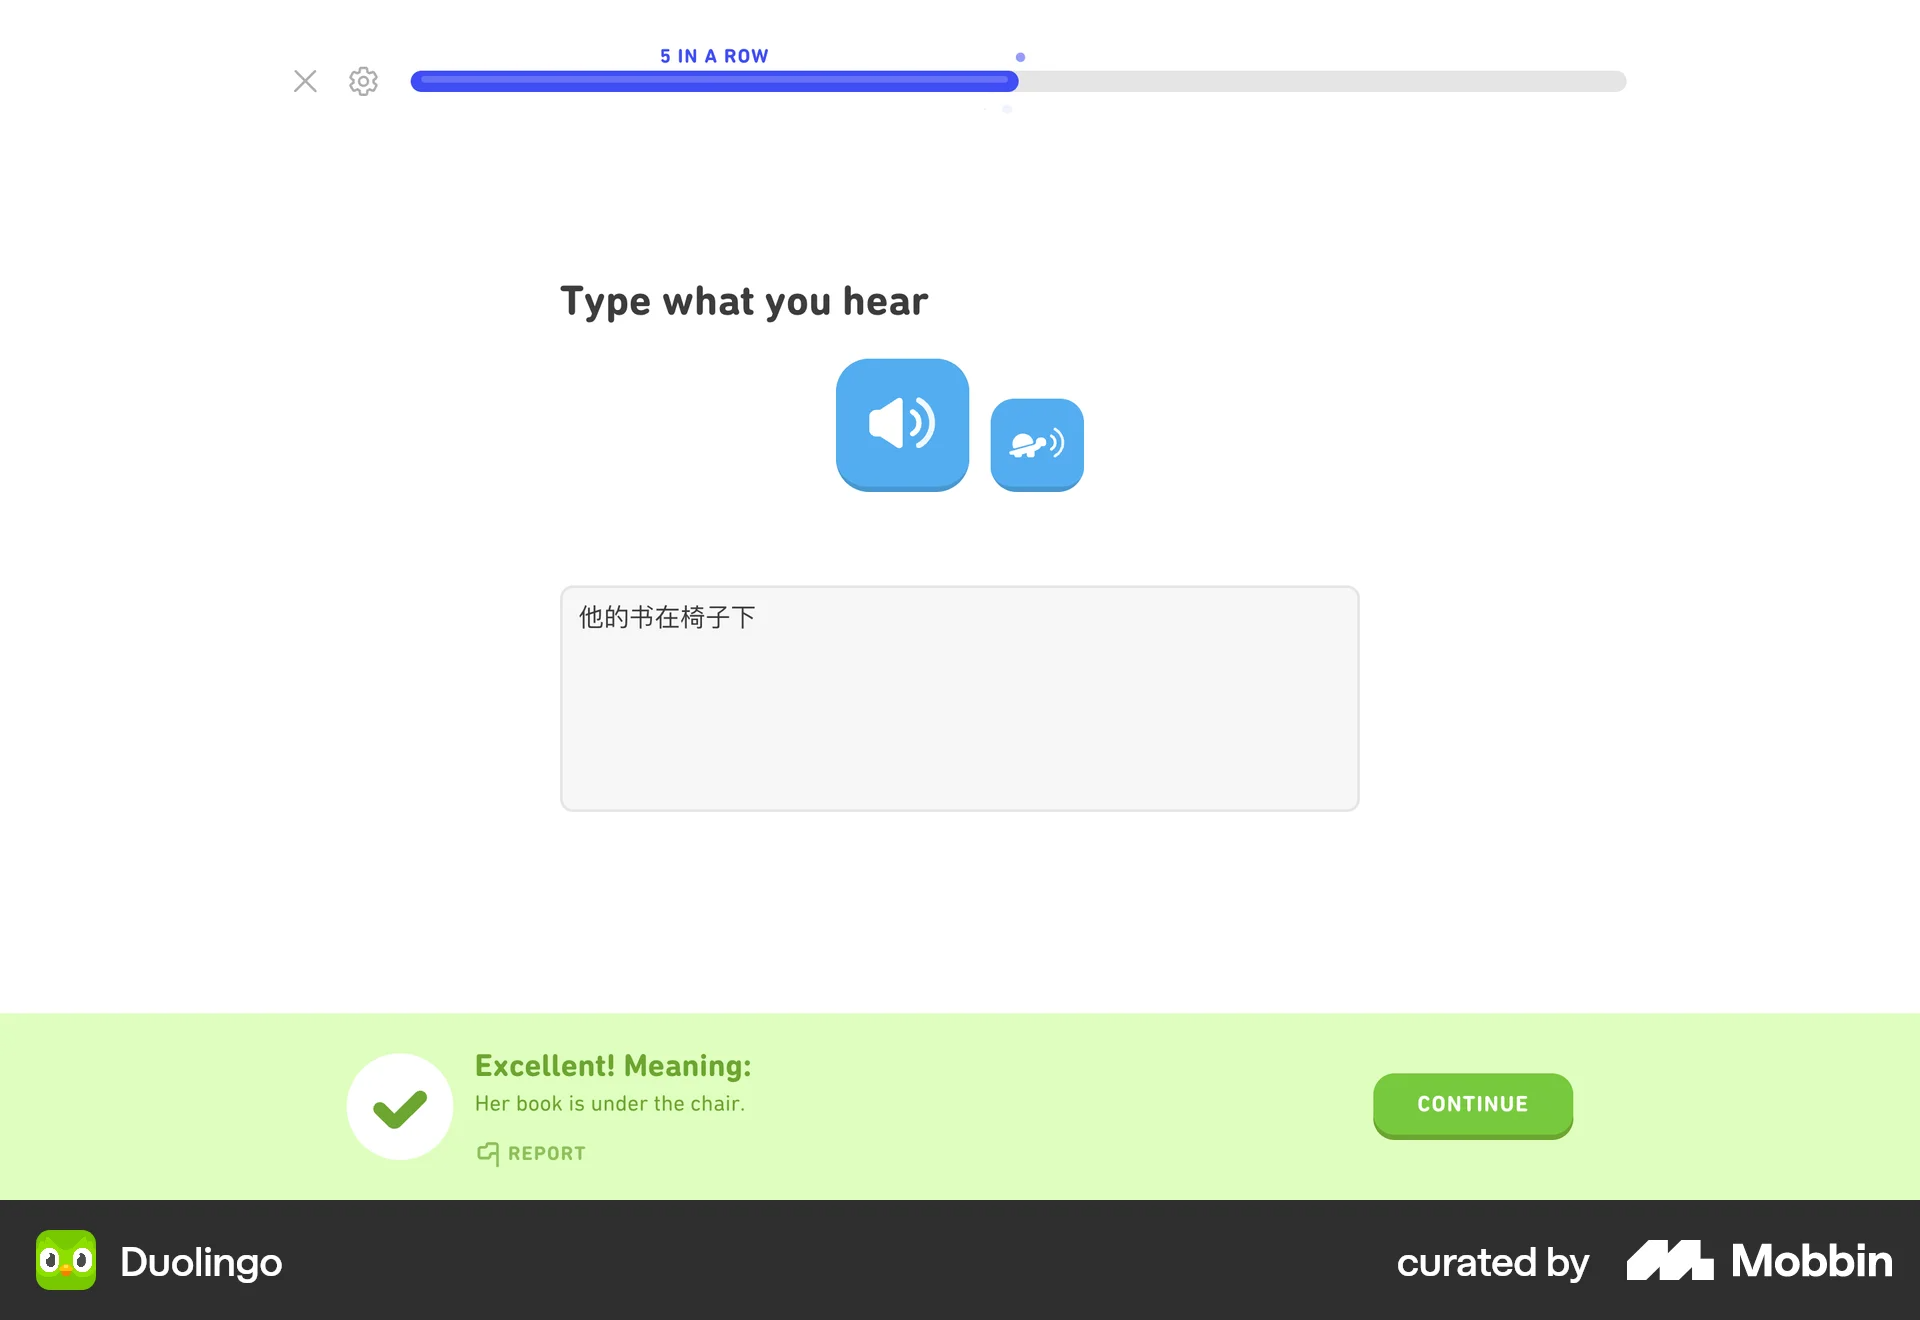 5 IN A ROW
Type what you hear
他的书在椅子下
Excellent! Meaning:
Her book is under the chair.
REPORT
CONTINUE
Duolingo
curated by Mobbin